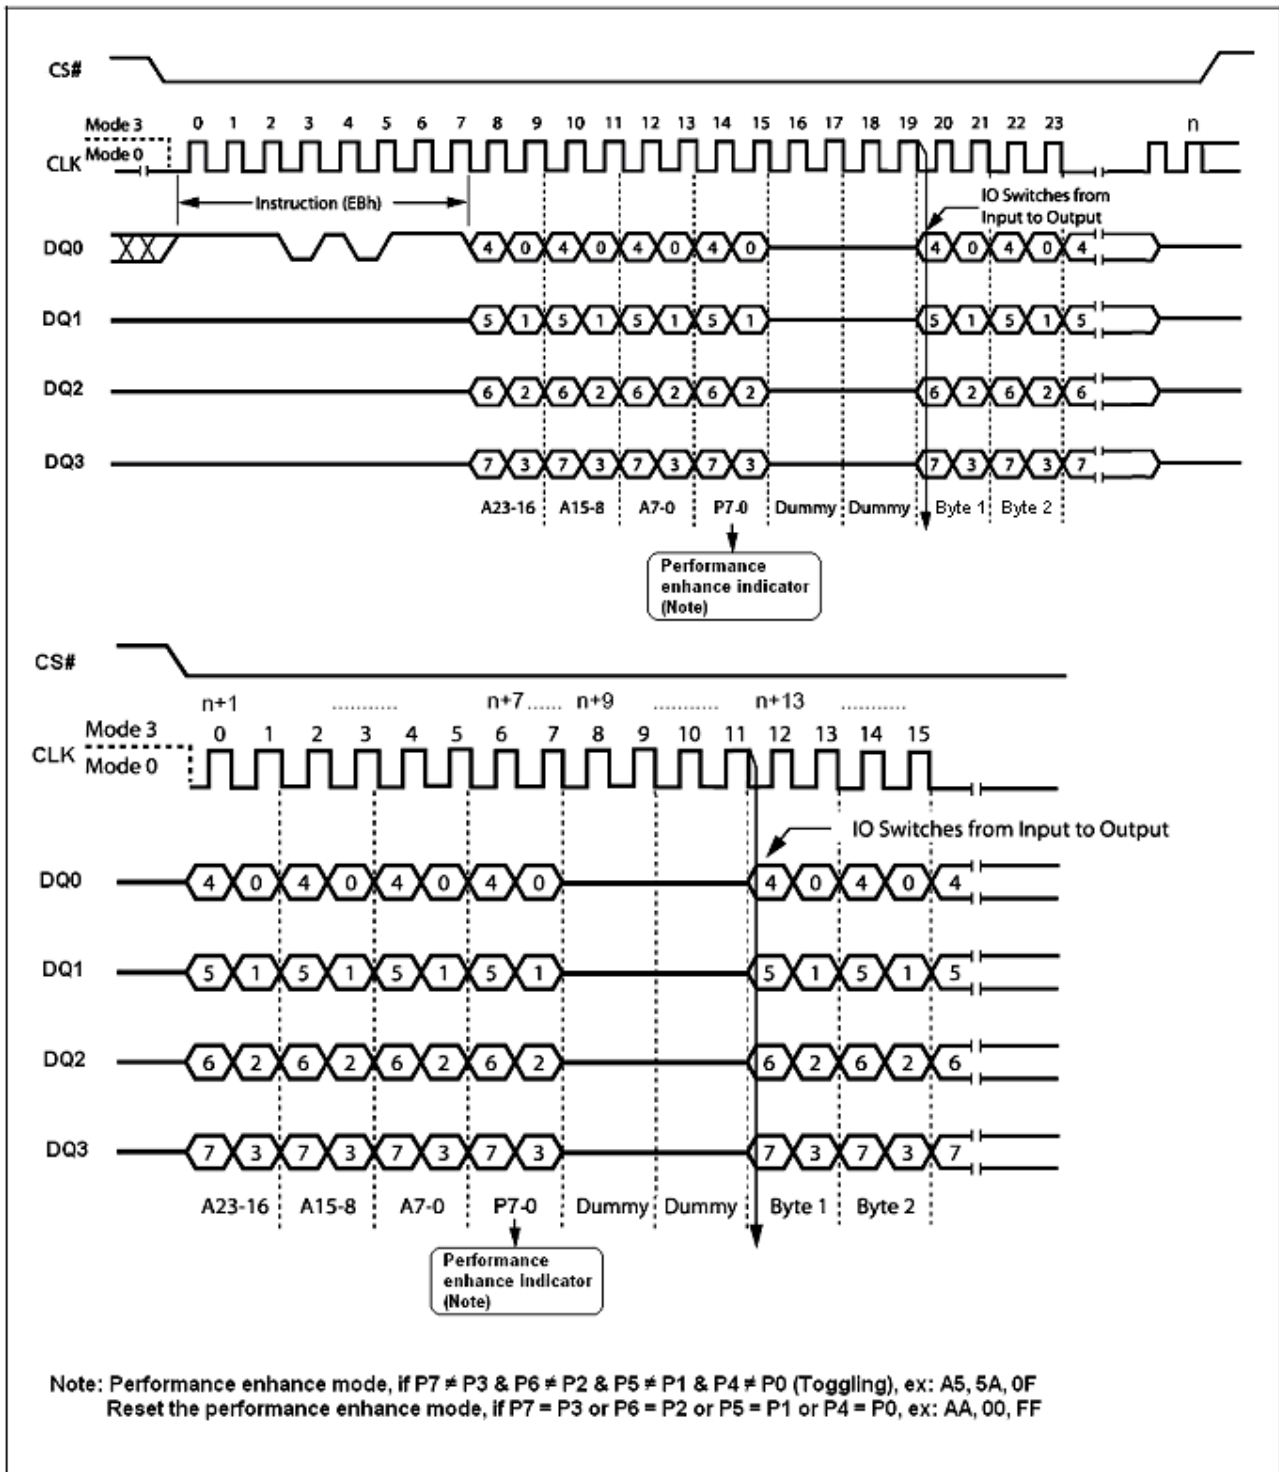 CS#
Mode 3 0 1 2 3 4 5 6 7 8 9 10 11 12 13 14 15 16 17 18 19 20 21 22 23 n
CLK Mode 0
Instruction (EBh)
IO Switches from
Input to Output
DQ0 4 0 4 0 4 0 4 0 4 0 4 0 4
DQ1 5 1 5 1 5 1 5 1 5 1 5 1 5
DQ2 6 2 6 2 6 2 6 2 6 2 6 2 6
DQ3 7 3 7 3 7 3 7 3 7 3 7 3 7
A23-16 A15-8 A7-0 P7-0 Dummy Dummy Byte 1 Byte 2
Performance
enhance indicator
(Note)
CS#
n+1 ........... n+7 ...... n+9 ........... n+13 ...........
Mode 3 0 1 2 3 4 5 6 7 8 9 10 11 12 13 14 15
CLK
Mode 0
IO Switches from Input to Output
DQ0 4 0 4 0 4 0 4 0 4 0 4 0 4
DQ1 5 1 5 1 5 1 5 1 5 1 5 1 5
DQ2 6 2 6 2 6 2 6 2 6 2 6 2 6
DQ3 7 3 7 3 7 3 7 3 7 3 7 3 7
A23-16 A15-8 A7-0 P7-0 Dummy Dummy Byte 1 Byte 2
Performance
enhance indicator
(Note)
Note: Performance enhance mode, if P7 ≠ P3 & P6 ≠ P2 & P5 ≠ P1 & P4 ≠ P0 (Toggling), ex: A5, 5A, 0F
Reset the performance enhance mode, if P7 = P3 or P6 = P2 or P5 = P1 or P4 = P0, ex: AA, 00, FF